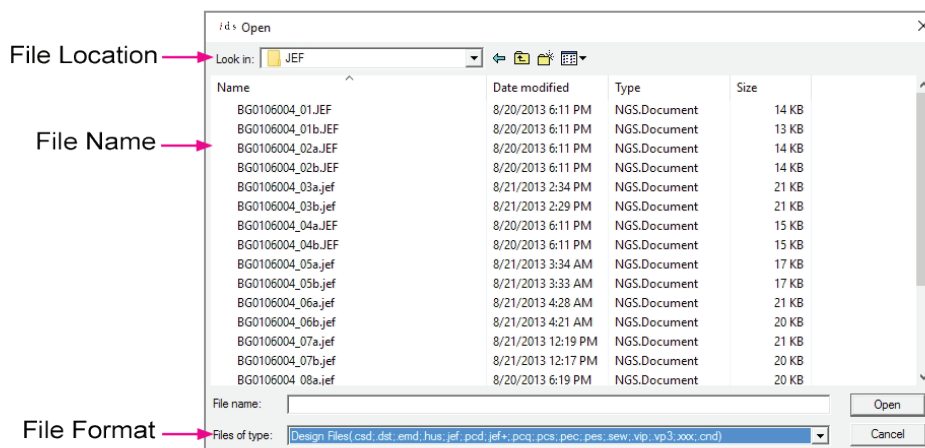 ids Open
File Location
Look in: JEF
Name Date modified Type Size
BG0106004_01.JEF 8/20/2013 6:11 PM NGS.Document 14 KB
BG0106004_01b.JEF 8/20/2013 6:11 PM NGS.Document 13 KB
File Name
BG0106004_02a.JEF 8/20/2013 6:11 PM NGS.Document 14 KB
BG0106004_02b.JEF 8/20/2013 6:11 PM NGS.Document 14 KB
BG0106004_03a.jef 8/21/2013 2:34 PM NGS.Document 21 KB
BG0106004_03b.jef 8/21/2013 2:29 PM NGS.Document 21 KB
BG0106004_04a.JEF 8/20/2013 6:11 PM NGS.Document 15 KB
BG0106004_04b.JEF 8/20/2013 6:11 PM NGS.Document 15 KB
BG0106004_05a.jef 8/21/2013 3:34 AM NGS.Document 17 KB
BG0106004_05b.jef 8/21/2013 3:33 AM NGS.Document 17 KB
BG0106004_06a.jef 8/21/2013 4:28 AM NGS.Document 21 KB
BG0106004_06b.jef 8/21/2013 4:21 AM NGS.Document 20 KB
BG0106004_07a.jef 8/21/2013 12:19 PM NGS.Document 21 KB
BG0106004_07b.jef 8/21/2013 12:17 PM NGS.Document 20 KB
BG0106004_08a.jef 8/20/2013 6:19 PM NGS.Document 20 KB
File name: Open
File Format
Files of type: Design Files(.csd;.dst;.emd;.hus;.jef;.pcd;.jef+;.pcq;.pcs;.pec;.pes;.sew;.vip;.vp3;.xxx;.cnd) Cancel